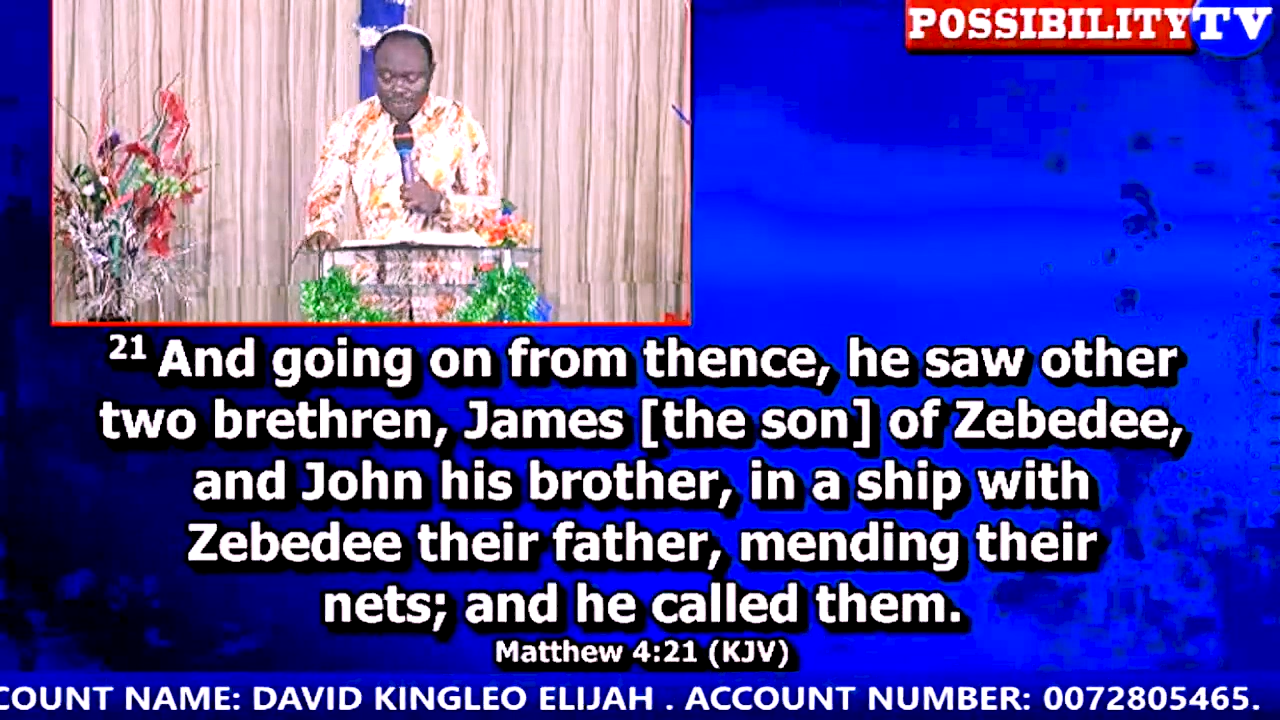 POSSIBILITY TV
21 And going on from thence, he saw other
two brethren, James [the son] of Zebedee,
and John his brother, in a ship with
Zebedee their father, mending their
nets; and he called them.
Matthew 4:21 (KJV)
COUNT NAME: DAVID KINGLEO ELIJAH . ACCOUNT NUMBER: 0072805465.